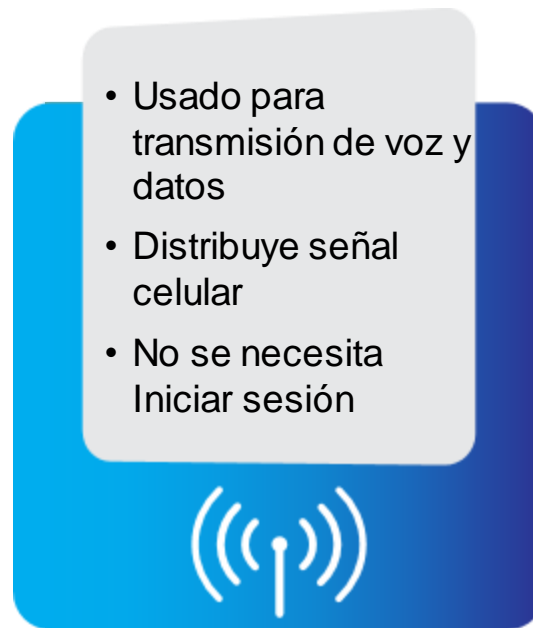 • Usado para
transmisión de voz y
datos
• Distribuye señal
celular
• No se necesita
Iniciar sesión